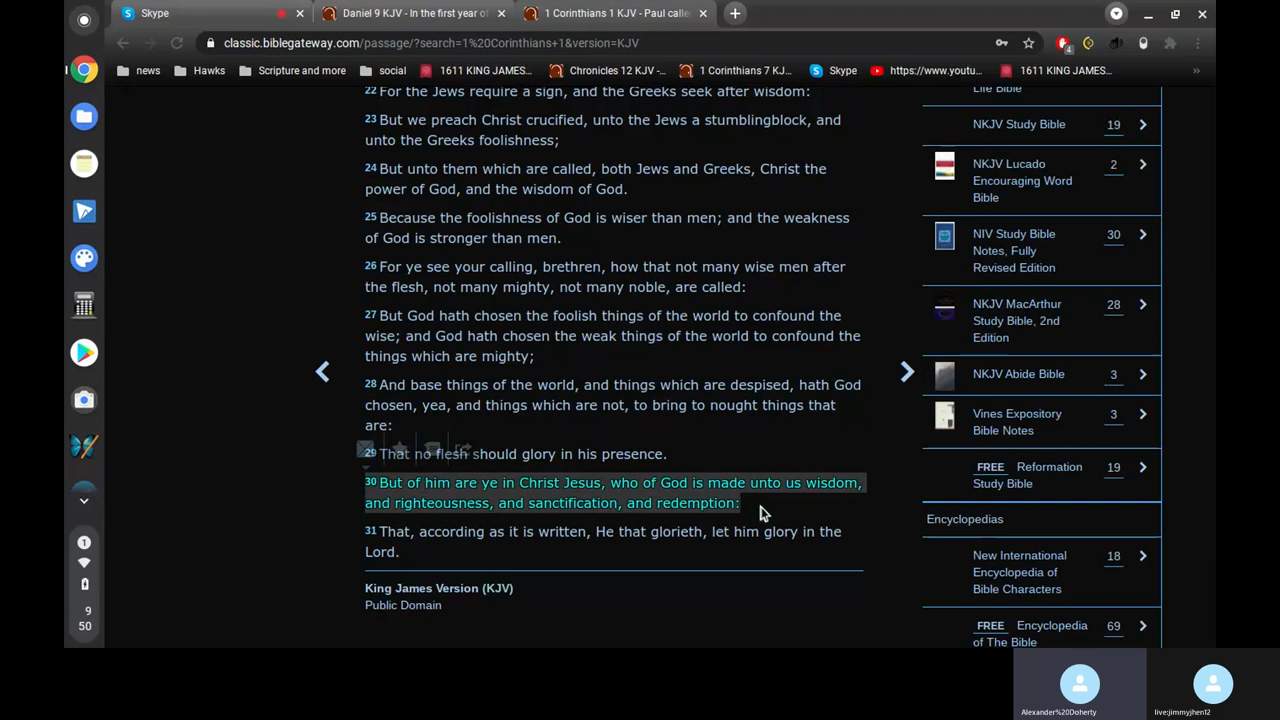 Skype
Daniel 9 KJV - In the first year of
1 Corinthians 1 KJV - Paul calle
classic.biblegateway.com/passage/?search=1%20Corinthians+1&version=KJV
4
news
Hawks
Scripture and more
social
1611 KING JAMES...
Chronicles 12 KJV -...
1 Corinthians 7 KJ...
Skype
https://www.youtu...
1611 KING JAMES...
»
22 For the Jews require a sign, and the Greeks seek after wisdom:
23 But we preach Christ crucified, unto the Jews a stumblingblock, and
unto the Greeks foolishness;
24 But unto them which are called, both Jews and Greeks, Christ the
power of God, and the wisdom of God.
25 Because the foolishness of God is wiser than men; and the weakness
of God is stronger than men.
26 For ye see your calling, brethren, how that not many wise men after
the flesh, not many mighty, not many noble, are called:
27 But God hath chosen the foolish things of the world to confound the
wise; and God hath chosen the weak things of the world to confound the
things which are mighty;
28 And base things of the world, and things which are despised, hath God
chosen, yea, and things which are not, to bring to nought things that
are:
29 That no flesh should glory in his presence.
30 But of him are ye in Christ Jesus, who of God is made unto us wisdom,
and righteousness, and sanctification, and redemption:
31 That, according as it is written, He that glorieth, let him glory in the
Lord.
King James Version (KJV)
Public Domain
Life Bible
NKJV Study Bible 19
NKJV Lucado 2
Encouraging Word
Bible
NIV Study Bible 30
Notes, Fully
Revised Edition
NKJV MacArthur 28
Study Bible, 2nd
Edition
NKJV Abide Bible 3
Vines Expository 3
Bible Notes
FREE Reformation 19
Study Bible
Encyclopedias
New International 18
Encyclopedia of
Bible Characters
FREE Encyclopedia 69
of The Bible
1
9
50
Alexander%20Doherty
live:jimmyjhen12